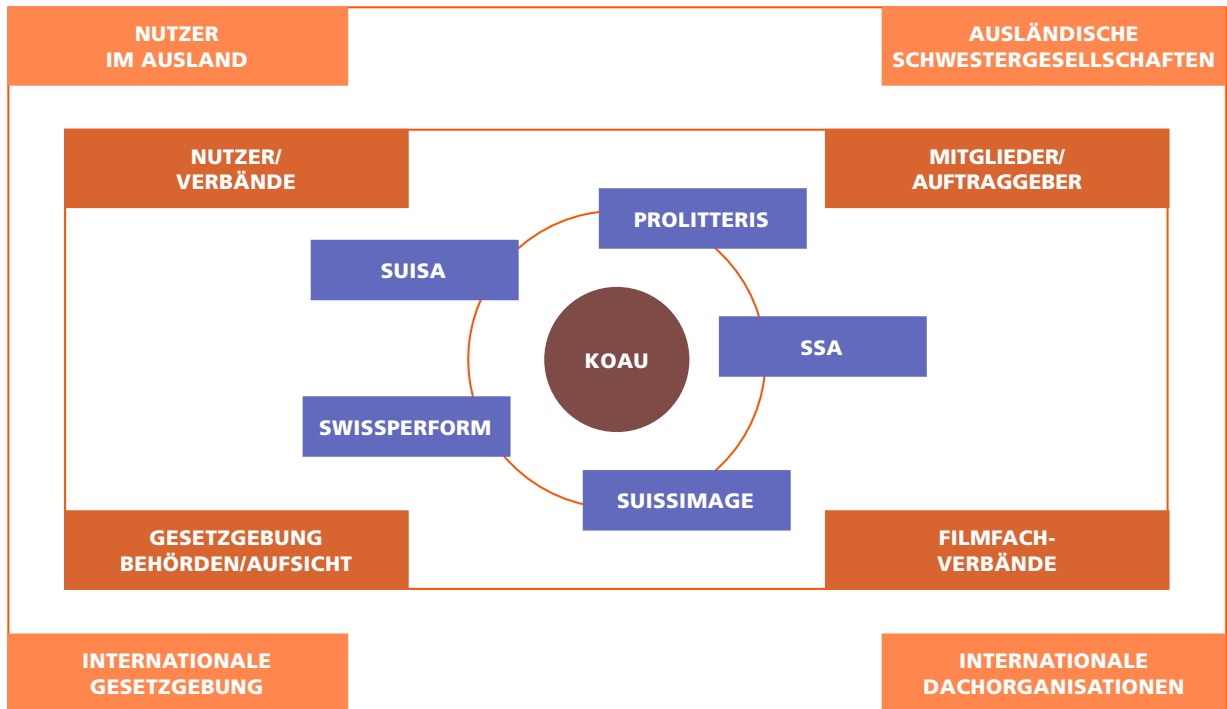 NUTZER
IM AUSLAND
AUSLÄNDISCHE
SCHWESTERGESELLSCHAFTEN
NUTZER/
VERBÄNDE
MITGLIEDER/
AUFTRAGGEBER
PROLITTERIS
SUISA
SSA
KOAU
SWISSPERFORM
SUISSIMAGE
GESETZGEBUNG
BEHÖRDEN/AUFSICHT
FILMFACH-
VERBÄNDE
INTERNATIONALE
GESETZGEBUNG
INTERNATIONALE
DACHORGANISATIONEN